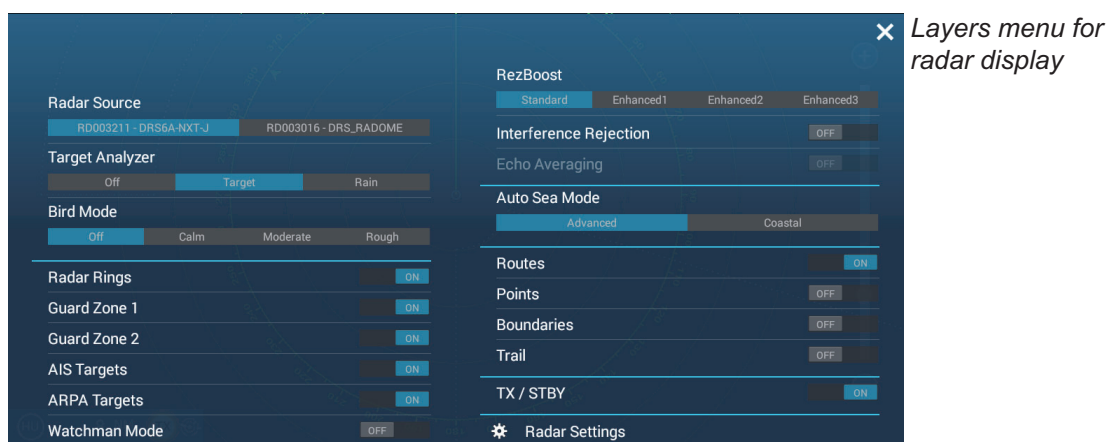 Layers menu for
radar display
Radar Source
RD003211 - DRS6A-NXT-J RD003016 - DRS_RADOME
Target Analyzer
Off Target Rain
Bird Mode
Off Calm Moderate Rough
Radar Rings ON
Guard Zone 1 ON
Guard Zone 2 ON
AIS Targets ON
ARPA Targets ON
Watchman Mode OFF
RezBoost
Standard Enhanced1 Enhanced2 Enhanced3
Interference Rejection OFF
Echo Averaging OFF
Auto Sea Mode
Advanced Coastal
Routes ON
Points OFF
Boundaries OFF
Trail OFF
TX / STBY ON
Radar Settings